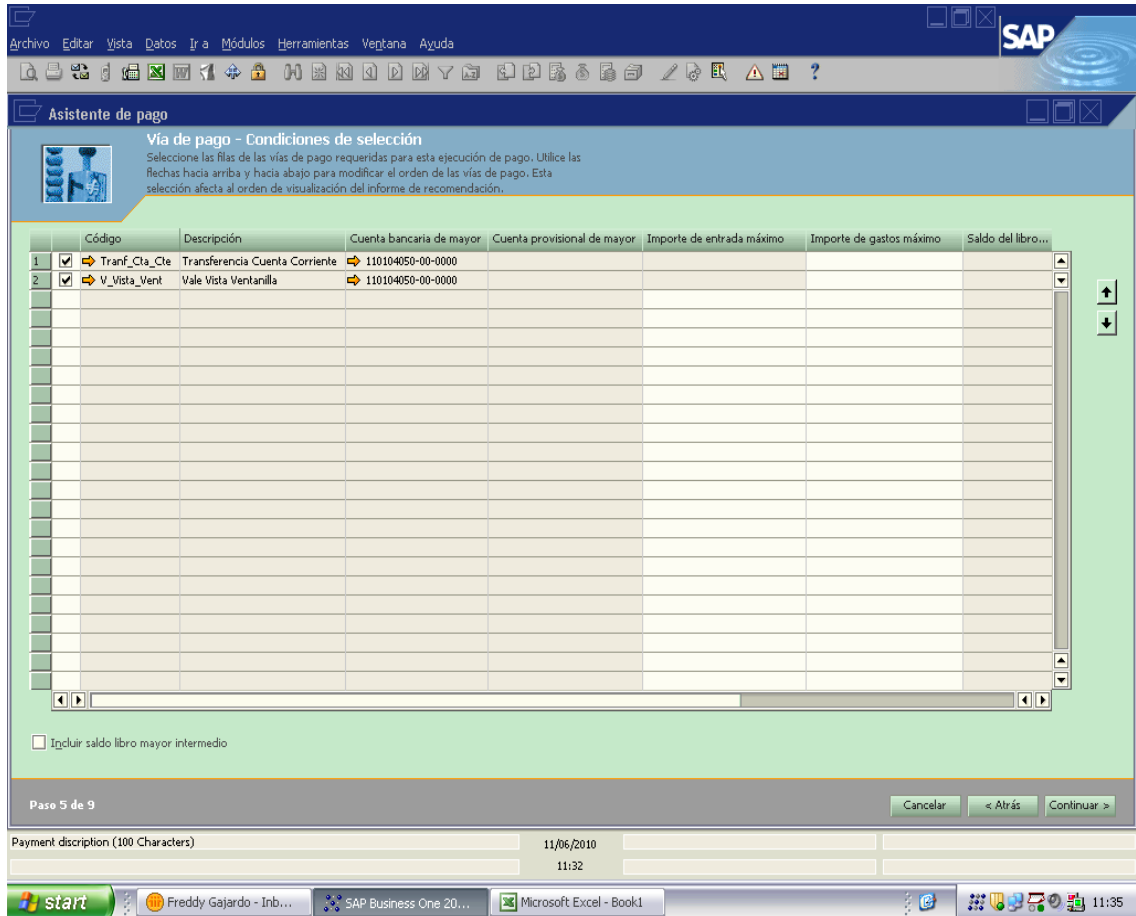 SAP
Archivo Editar Vista Datos Ir a Módulos Herramientas Ventana Ayuda
Asistente de pago
Vía de pago - Condiciones de selección
Seleccione las filas de las vías de pago requeridas para esta ejecución de pago. Utilice las
flechas hacia arriba y hacia abajo para modificar el orden de las vías de pago. Esta
selección afecta al orden de visualización del informe de recomendación.
Código Descripción Cuenta bancaria de mayor Cuenta provisional de mayor Importe de entrada máximo Importe de gastos máximo Saldo del libro...
1 Tranf_Cta_Cte Transferencia Cuenta Corriente 110104050-00-0000
2 V_Vista_Vent Vale Vista Ventanilla 110104050-00-0000
Incluir saldo libro mayor intermedio
Paso 5 de 9 Cancelar < Atrás Continuar >
Payment discription (100 Characters) 11/06/2010
11:32
start Freddy Gajardo - Inb... SAP Business One 20... Microsoft Excel - Book1 11:35